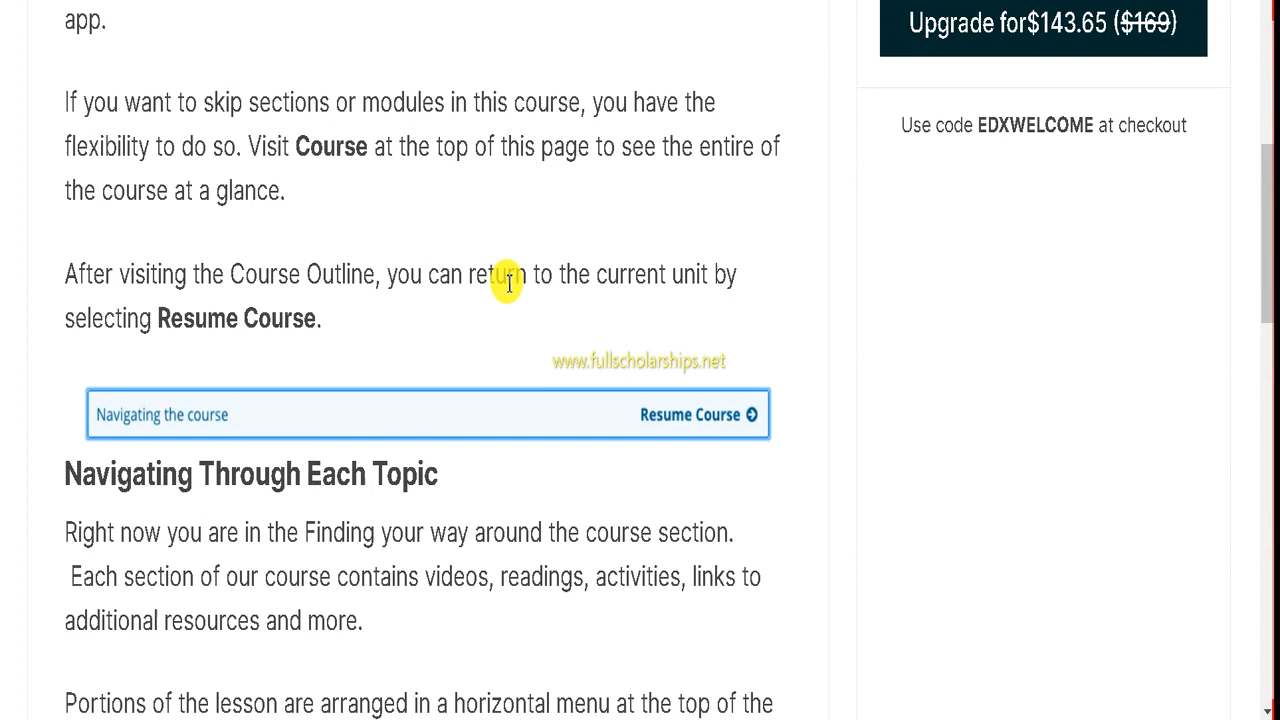 app.
If you want to skip sections or modules in this course, you have the
flexibility to do so. Visit Course at the top of this page to see the entire of
the course at a glance.
After visiting the Course Outline, you can return to the current unit by
selecting Resume Course.
www.fullscholarships.net
Navigating the course Resume Course
Navigating Through Each Topic
Right now you are in the Finding your way around the course section.
Each section of our course contains videos, readings, activities, links to
additional resources and more.
Portions of the lesson are arranged in a horizontal menu at the top of the
Upgrade for$143.65 ($169)
Use code EDXWELCOME at checkout